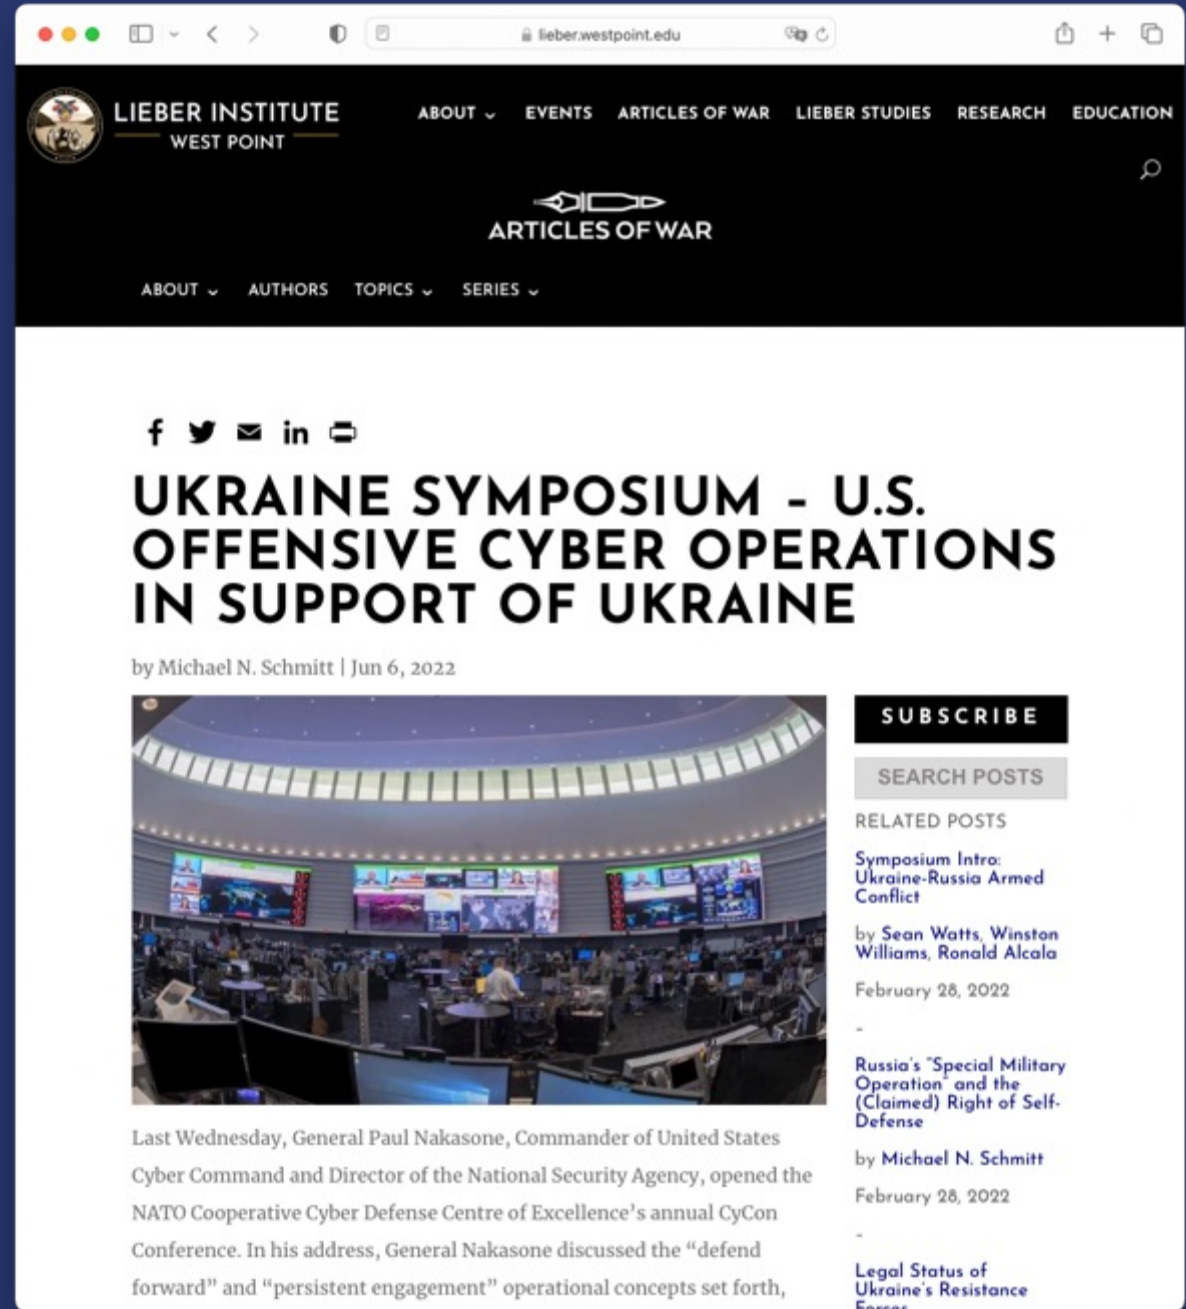 lieber.westpoint.edu
LIEBER INSTITUTE
WEST POINT
ABOUT EVENTS ARTICLES OF WAR LIEBER STUDIES RESEARCH EDUCATION
ARTICLES OF WAR
ABOUT AUTHORS TOPICS SERIES
UKRAINE SYMPOSIUM – U.S.
OFFENSIVE CYBER OPERATIONS
IN SUPPORT OF UKRAINE
by Michael N. Schmitt | Jun 6, 2022
Last Wednesday, General Paul Nakasone, Commander of United States
Cyber Command and Director of the National Security Agency, opened the
NATO Cooperative Cyber Defense Centre of Excellence’s annual CyCon
Conference. In his address, General Nakasone discussed the “defend
forward” and “persistent engagement” operational concepts set forth,
SUBSCRIBE
SEARCH POSTS
RELATED POSTS
Symposium Intro:
Ukraine-Russia Armed
Conflict
by Sean Watts, Winston
Williams, Ronald Alcala
February 28, 2022
-
Russia’s “Special Military
Operation” and the
(Claimed) Right of Self-
Defense
by Michael N. Schmitt
February 28, 2022
-
Legal Status of
Ukraine’s Resistance
Forces